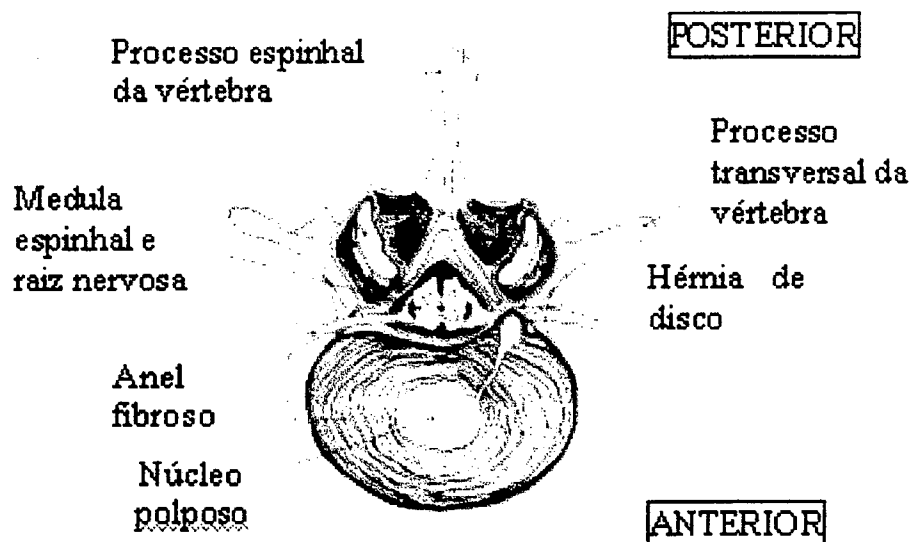 Processo espinhal
da vértebra
POSTERIOR
Processo
transversal da
vértebra
Medula
espinhal e
raiz nervosa
Hérnia de
disco
Anel
fibroso
Núcleo
polposo
ANTERIOR